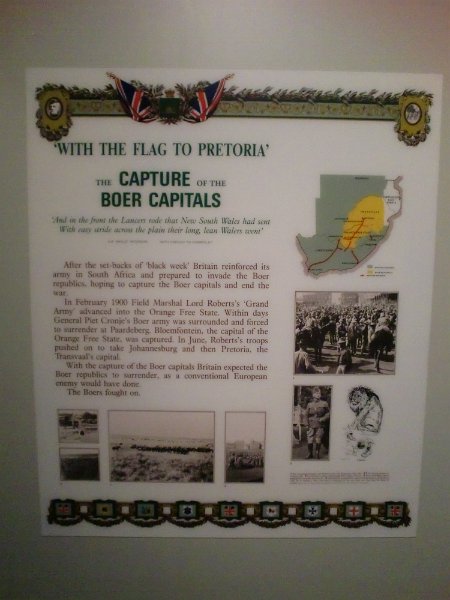 'WITH THE FLAG TO PRETORIA'
THE CAPTURE OF THE
BOER CAPITALS
'And in the front the Lancers rode that New South Wales had sent
With easy stride across the plain their long, lean Walers went'
After the set-backs of 'black week' Britain reinforced its
army in South Africa and prepared to invade the Boer
republics, hoping to capture the Boer capitals and end the
war.
In February 1900 Field Marshal Lord Roberts's 'Grand
Army' advanced into the Orange Free State. Within days
General Piet Cronje's Boer army was surrounded and forced
to surrender at Paardeberg. Bloemfontein, the capital of the
Orange Free State, was captured. In June, Roberts's troops
pushed on to take Johannesburg and then Pretoria, the
Transvaal's capital.
With the capture of the Boer capitals Britain expected the
Boer republics to surrender, as a conventional European
enemy would have done.
The Boers fought on.